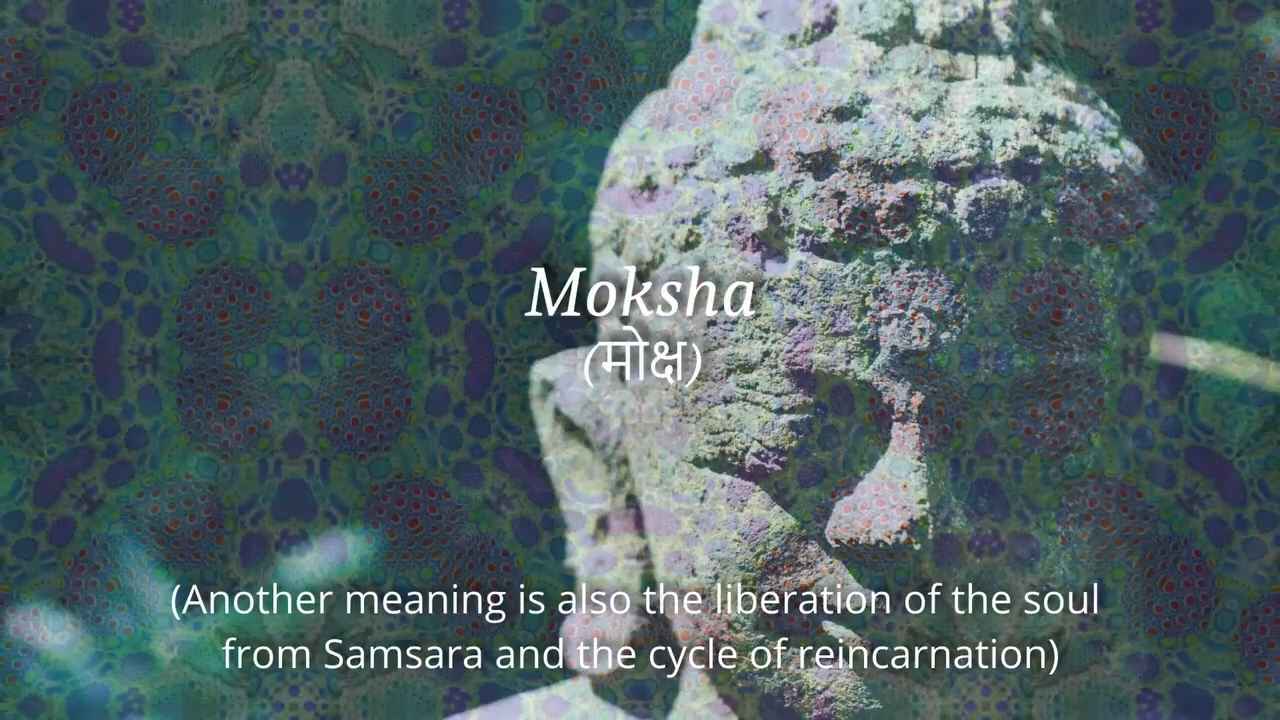 Moksha
(मोक्ष)
(Another meaning is also the liberation of the soul
from Samsara and the cycle of reincarnation)